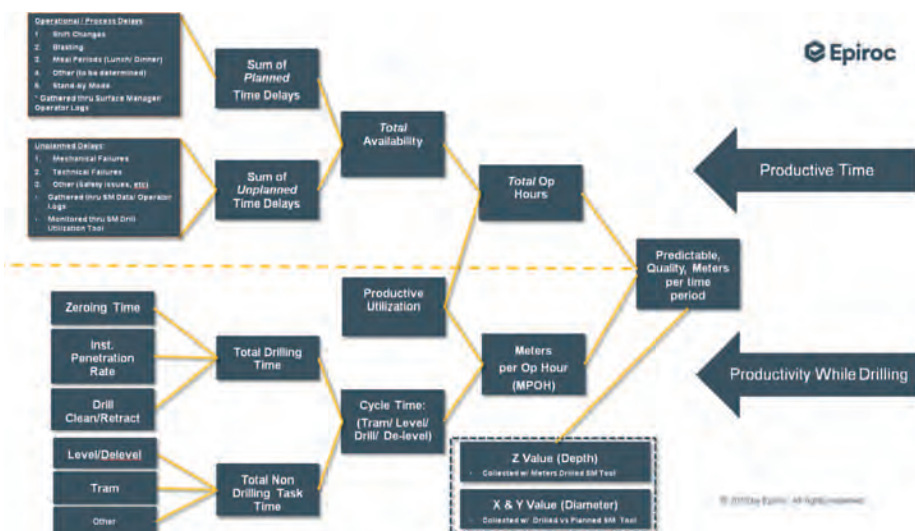 Operational / Process Delays
1. Shift Changes
2. Blasting
3. Meal Periods (Lunch/ Dinner)
4. Other (to be determined)
5. Stand-by Mode
* Gathered thru Surface Manager/
Operator Logs
Sum of
Planned
Time Delays
Epiroc
Total
Availability
Unplanned Delays:
1. Mechanical Failures
2. Technical Failures
3. Other (Safety issues, etc)
- Gathered thru SM Data/ Operator
Logs
- Monitored thru SM Drill
Utilization Tool
Sum of
Unplanned
Time Delays
Total Op
Hours
Productive Time
Predictable,
Quality, Meters
per time
period
Productive
Utilization
Zeroing Time
Inst.
Penetration
Rate
Drill
Clean/Retract
Total Drilling
Time
Meters
per Op Hour
(MPOH)
Productivity While Drilling
Cycle Time:
(Tram/ Level/
Drill/ De-level)
Level/Delevel
Tram
Other
Total Non
Drilling Task
Time
Z Value (Depth)
- Collected w/ Meters Drilled SM Tool
X & Y Value (Diameter)
- Collected w/ Drilled vs Planned SM Tool
Epiroc. All rights reserved.